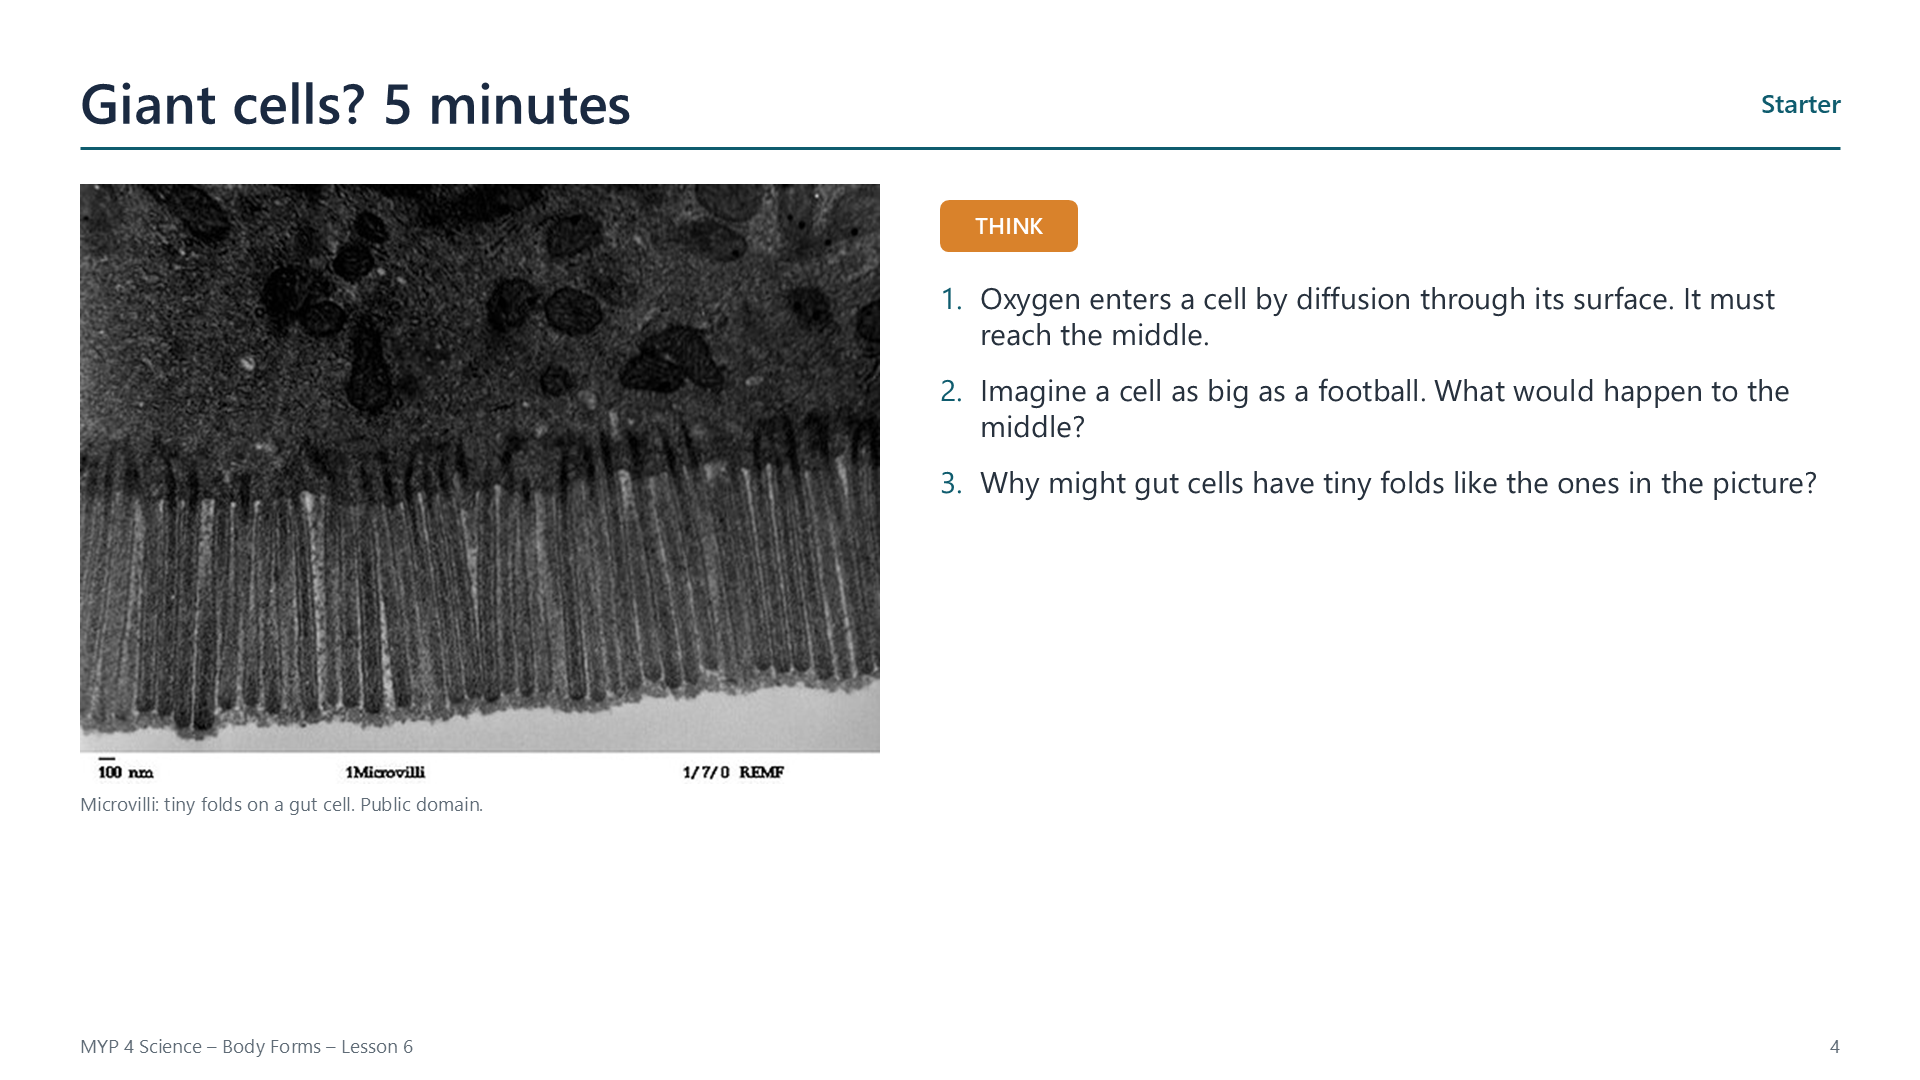 Giant cells? 5 minutes
Starter
THINK
1. Oxygen enters a cell by diffusion through its surface. It must
reach the middle.
2. Imagine a cell as big as a football. What would happen to the
middle?
3. Why might gut cells have tiny folds like the ones in the picture?
100 nm 1Microvilli 1/7/0 REMF
Microvilli: tiny folds on a gut cell. Public domain.
MYP 4 Science – Body Forms – Lesson 6
4